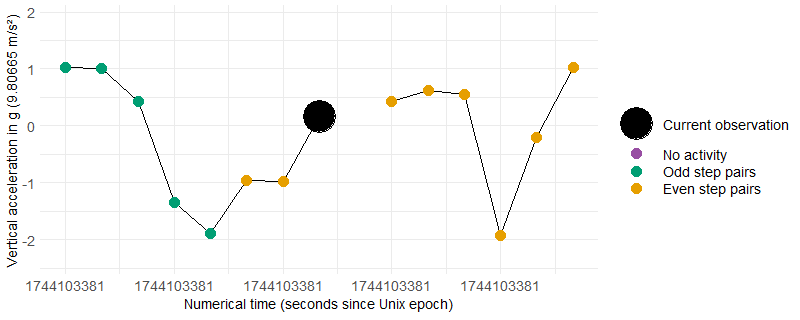 Vertical acceleration in g (9.80665 m/s²)
2
1
0
-1
-2
1744103381 1744103381 1744103381 1744103381
Numerical time (seconds since Unix epoch)
Current observation
No activity
Odd step pairs
Even step pairs